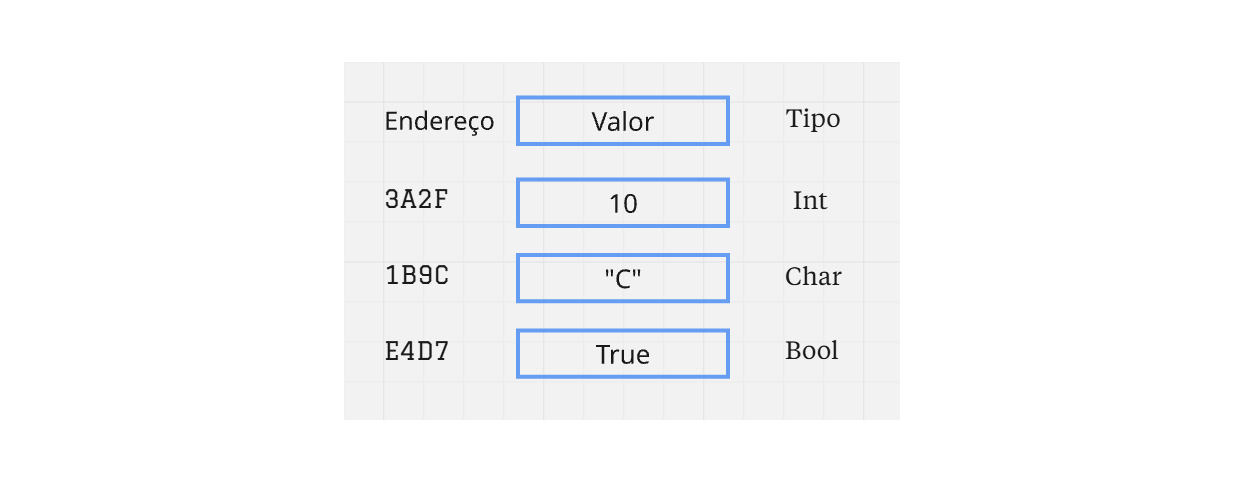 Endereço Valor Tipo
3A2F 10 Int
1B9C "C" Char
E4D7 True Bool